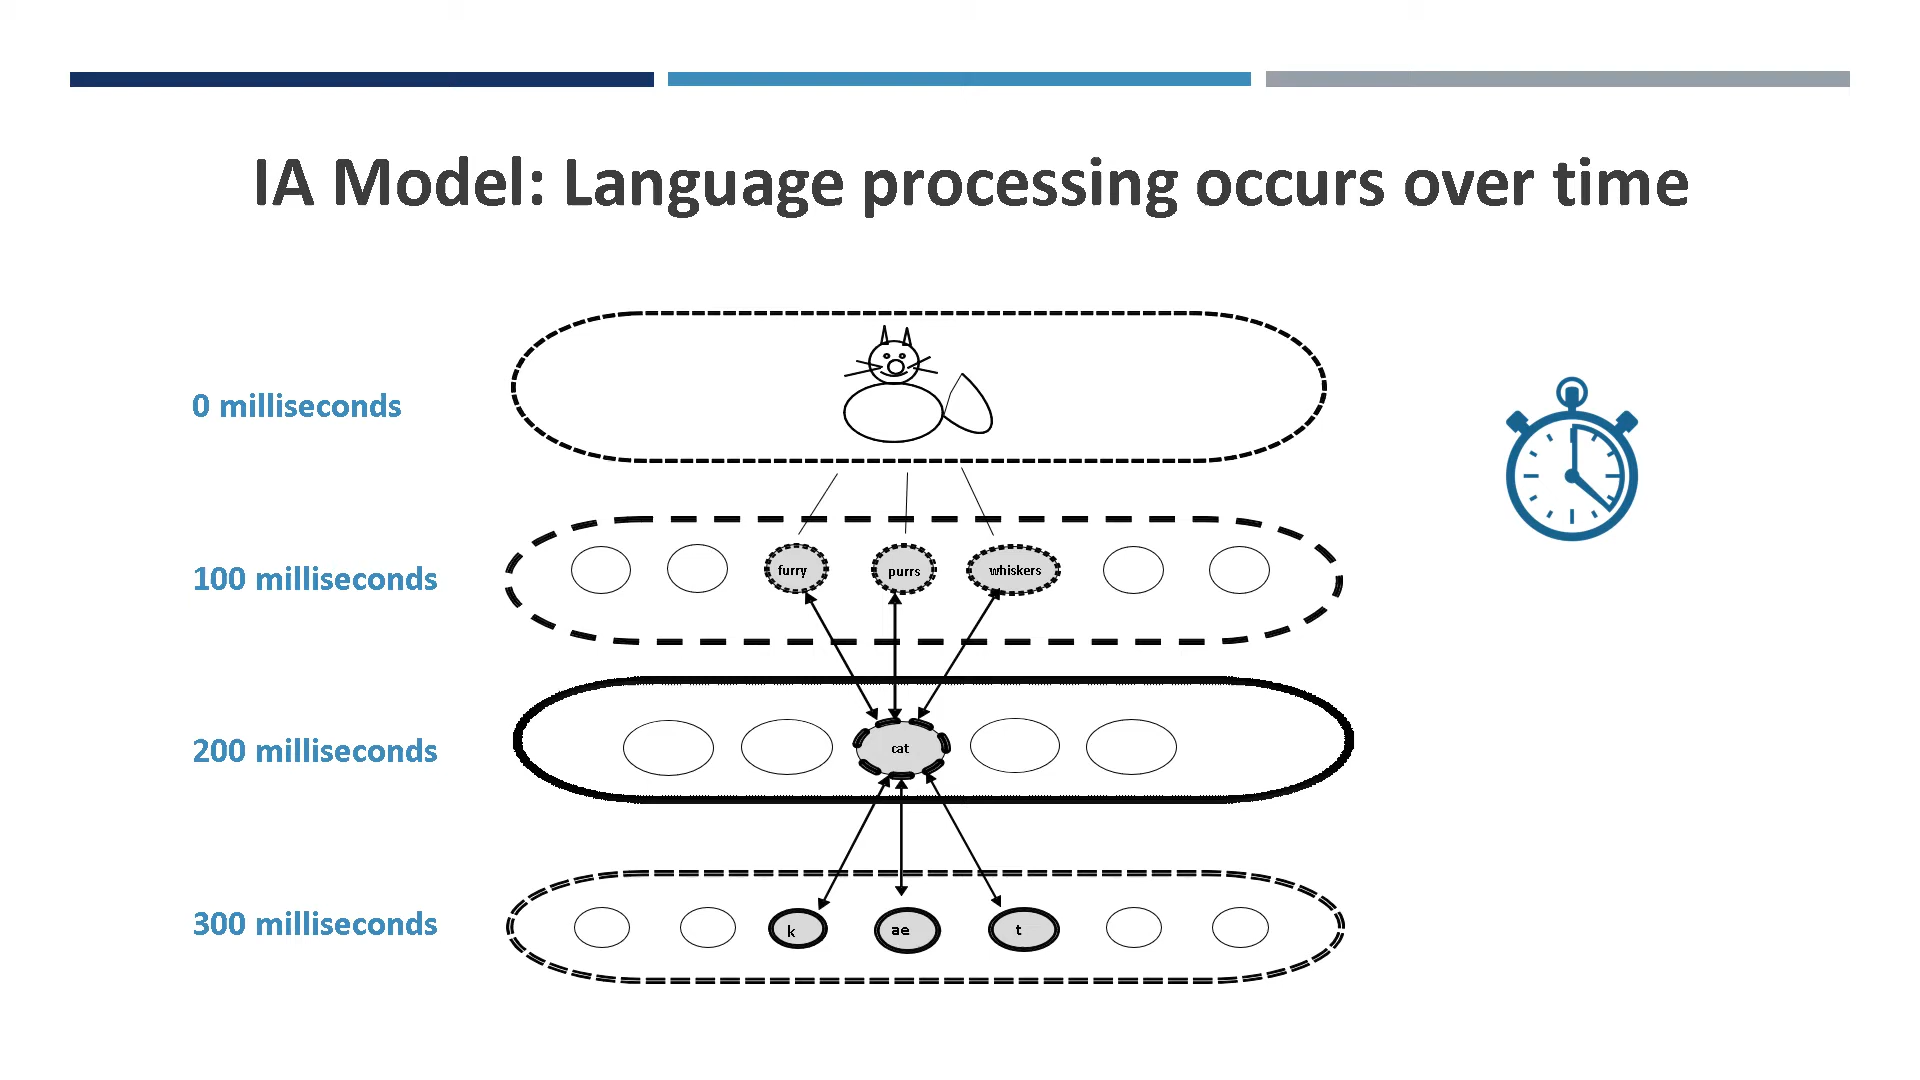 IA Model: Language processing occurs over time
0 milliseconds
100 milliseconds
furry
purrs
whiskers
200 milliseconds
cat
300 milliseconds
k
ae
t